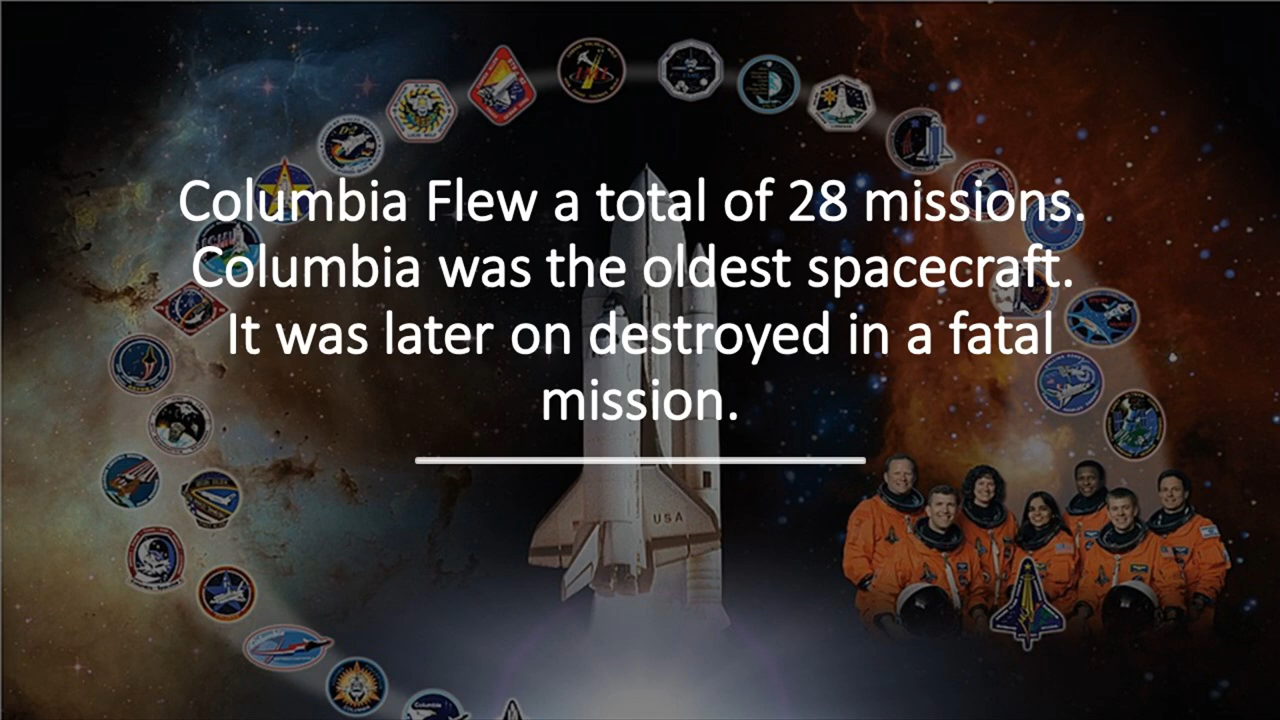 Columbia Flew a total of 28 missions.
Columbia was the oldest spacecraft.
It was later on destroyed in a fatal
mission.
USA